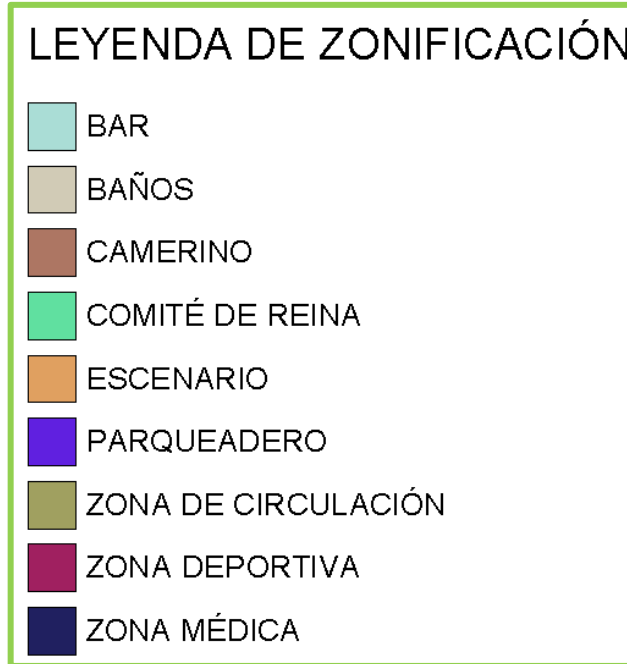 LEYENDA DE ZONIFICACIÓN
BAR
BAÑOS
CAMERINO
COMITÉ DE REINA
ESCENARIO
PARQUEADERO
ZONA DE CIRCULACIÓN
ZONA DEPORTIVA
ZONA MÉDICA